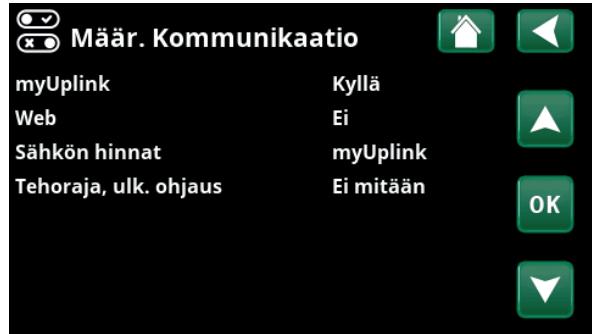 Määr. Kommunikaatio
myUplink Kyllä
Web Ei
Sähkön hinnat myUplink
Tehoraja, ulk. ohjaus Ei mitään
OK